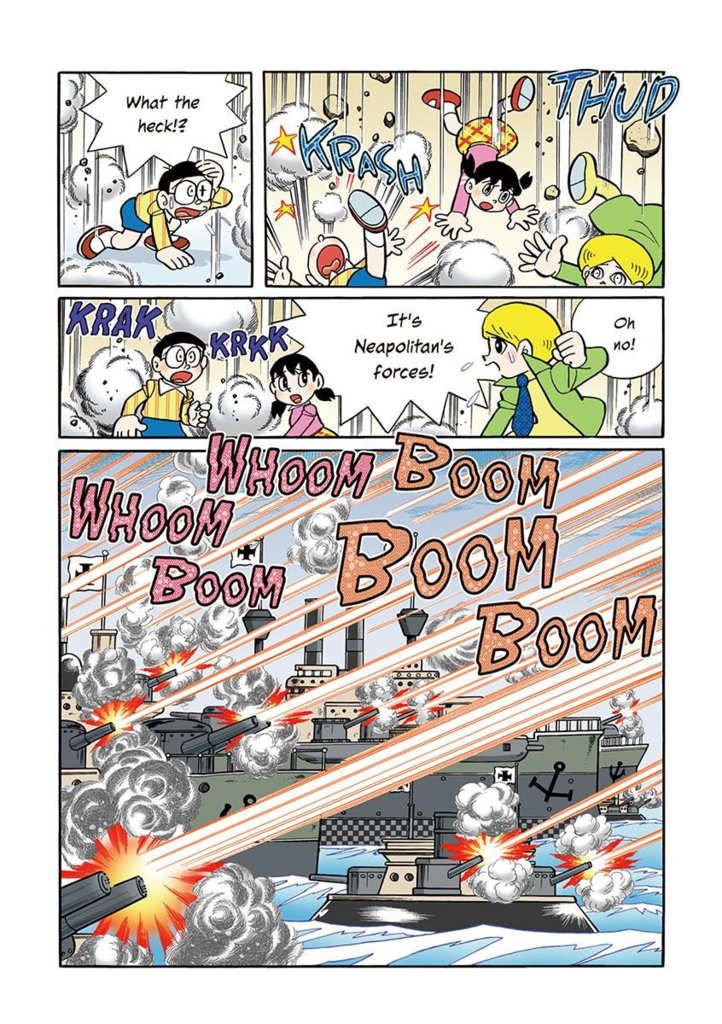 What the
heck!?
KRASH
THUD
KRAK
KRKK
It's
Neapolitan's
forces!
Oh
no!
WHOOM
BOOM
WHOOM
BOOM
BOOM
BOOM